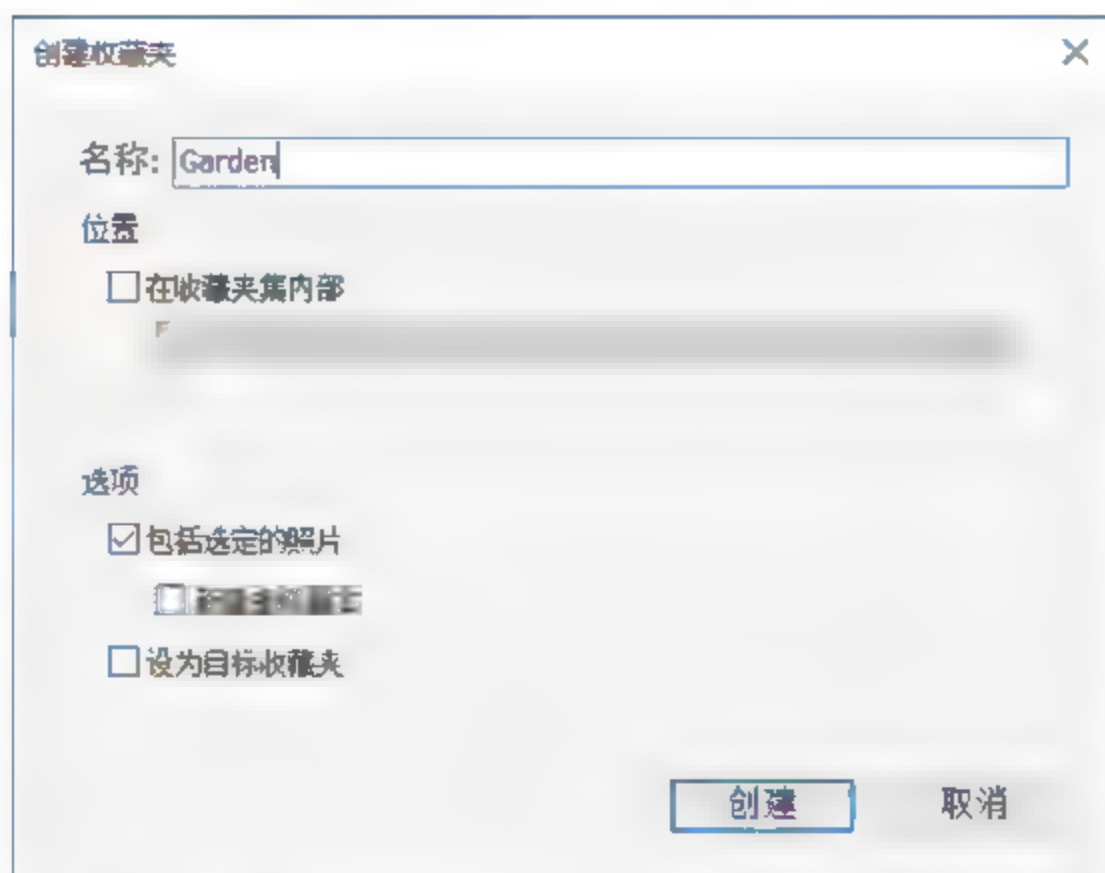 创建收藏夹
名称: Garden
位置
在收藏夹集内部
选项
包括选定的照片
设为目标收藏夹
创建 取消